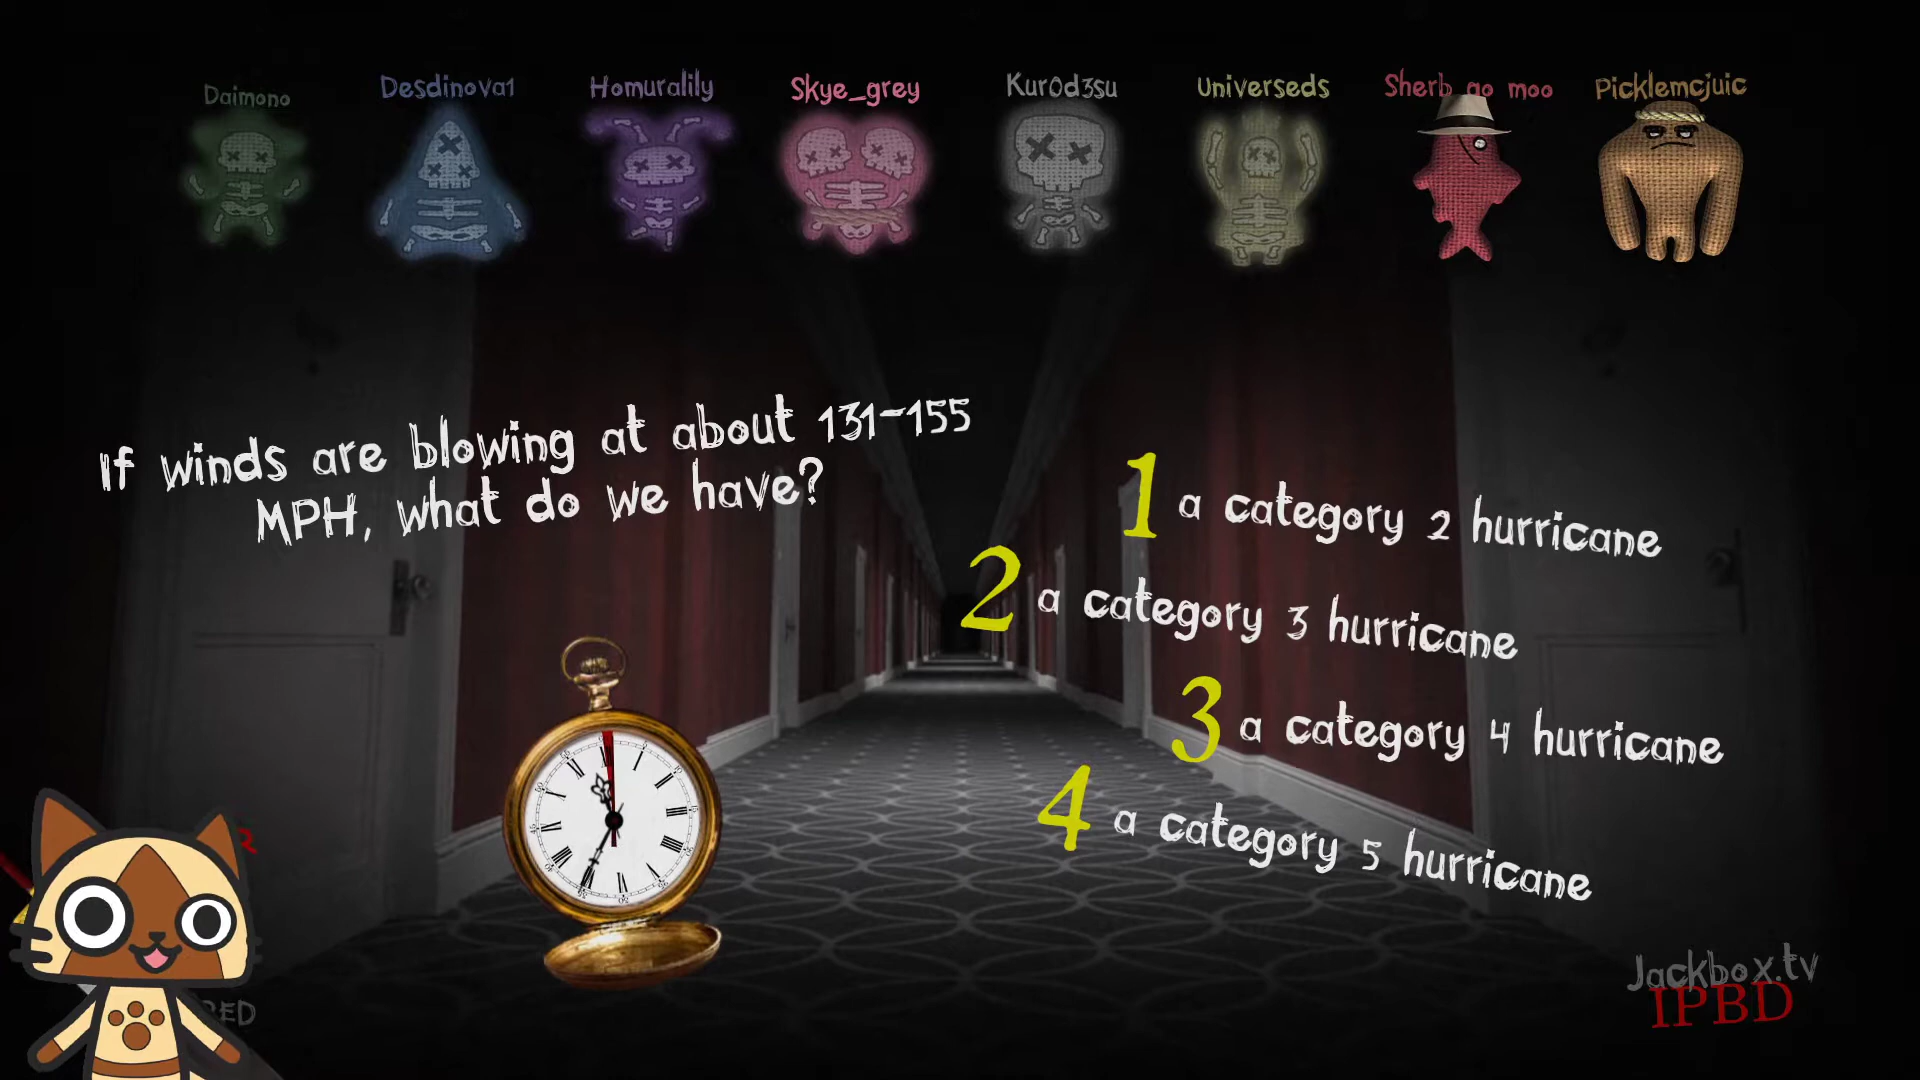 Daimono
Desdinova1
Homuralily
Skye_grey
Kur0d3su
Universeds
Sherb go moo
Picklemcjuic
If winds are blowing at about 131-155
MPH, what do we have?
1 a category 2 hurricane
2 a category 3 hurricane
3 a category 4 hurricane
4 a category 5 hurricane
Jackbox.tv
IPBD